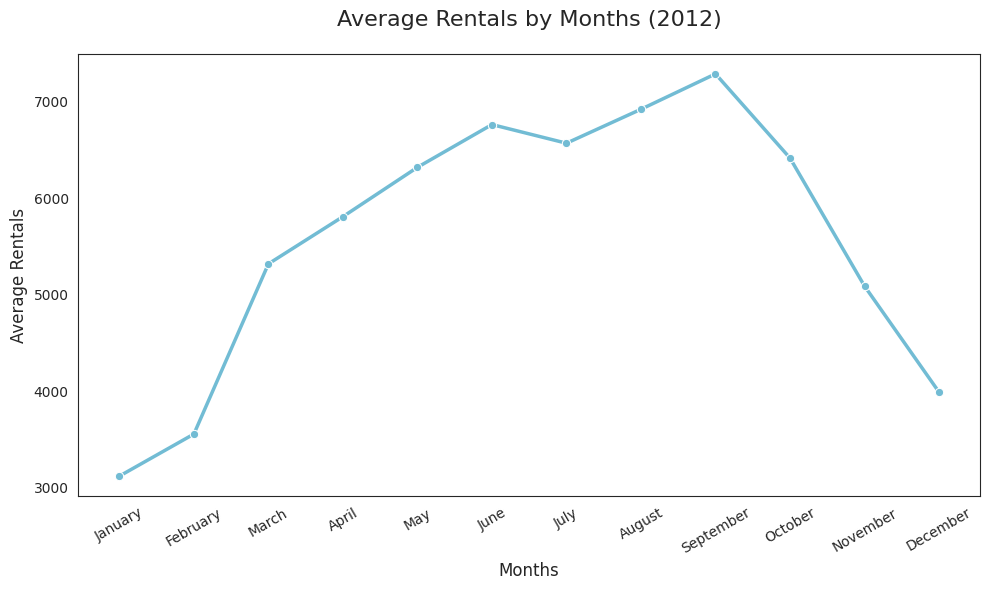 Average Rentals by Months (2012)
Average Rentals
7000
6000
5000
4000
3000
January
February
March
April
May
June
July
August
September
October
November
December
Months